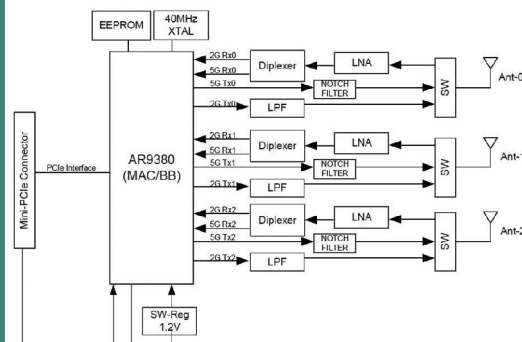 EEPROM
40MHz
XTAL
Mini-PCIe Connector
PCIe Interface
AR9380
(MAC/BB)
2G Rx0
5G Rx0
5G Tx0
2G Tx0
Diplexer
LNA
NOTCH
FILTER
LPF
SW
Ant-0
2G Rx1
5G Rx1
5G Tx1
2G Tx1
Diplexer
LNA
NOTCH
FILTER
LPF
SW
Ant-1
2G Rx2
5G Rx2
5G Tx2
2G Tx2
Diplexer
LNA
NOTCH
FILTER
LPF
SW
Ant-2
SW-Reg
1.2V